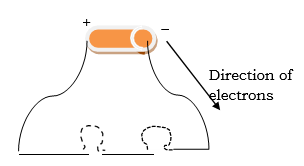 +
−
Direction of
electrons